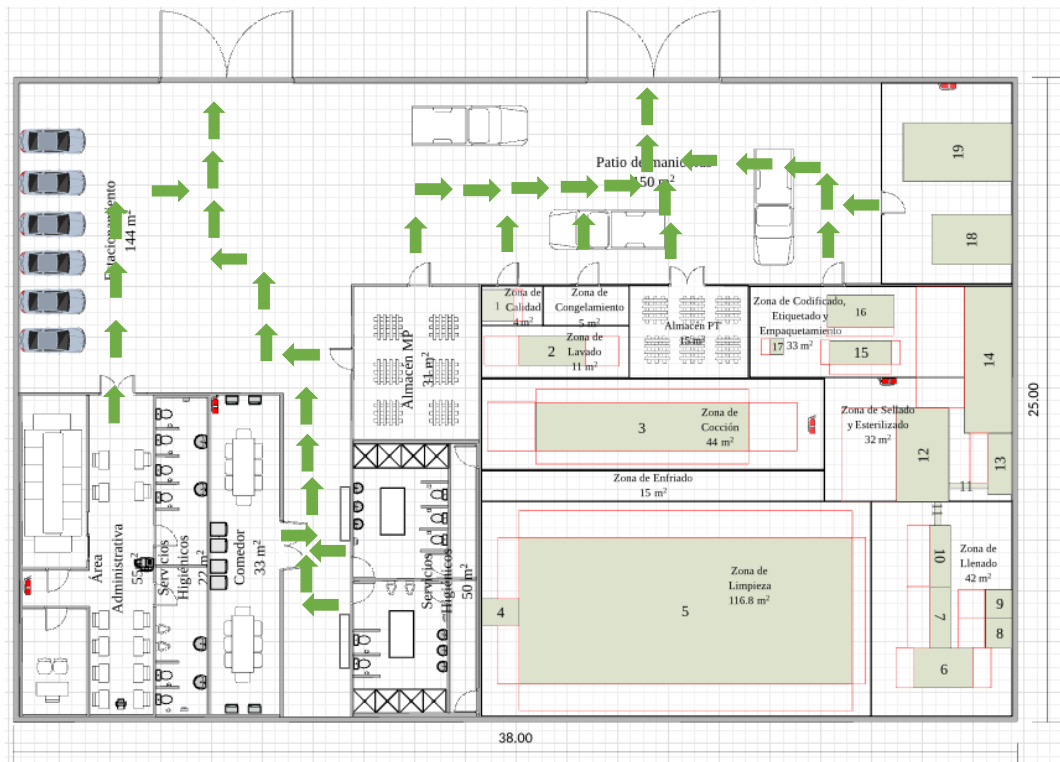 19
Patio de maniobras
150 m²
Estacionamiento
144 m²
18
1
Zona de
Calidad
4 m²
Zona de
Congelamiento
5 m²
Almacén PT
15 m²
Zona de Codificado,
Etiquetado y
Empaquetamiento
33 m²
16
17
15
14
2
Zona de
Lavado
11 m²
Almacén MP
31 m²
3
Zona de
Cocción
44 m²
Zona de Sellado
y Esterilizado
32 m²
12
13
11
25.00
Zona de Enfriado
15 m²
11
Área
Administrativa
55 m²
Servicios
Higiénicos
22 m²
Comedor
33 m²
Servicios
Higiénicos
50 m²
4
5
Zona de
Limpieza
116.8 m²
10
Zona de
Llenado
42 m²
7
9
8
6
38.00